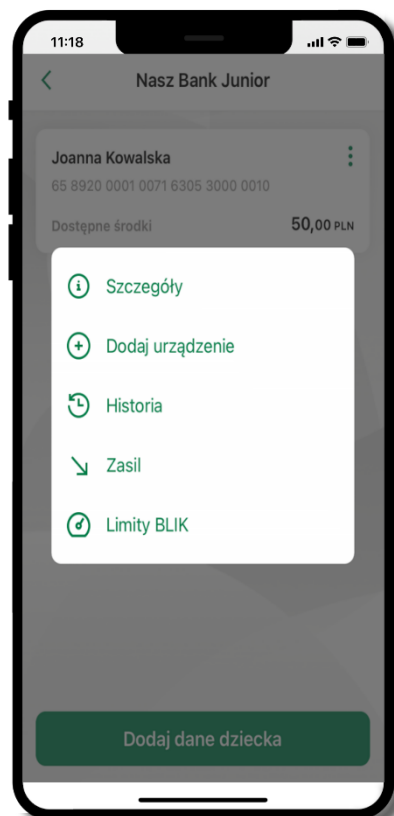 11:18
Nasz Bank Junior
Joanna Kowalska
65 8920 0001 0071 6305 3000 0010
Dostępne środki 50,00 PLN
Szczegóły
Dodaj urządzenie
Historia
Zasil
Limity BLIK
Dodaj dane dziecka